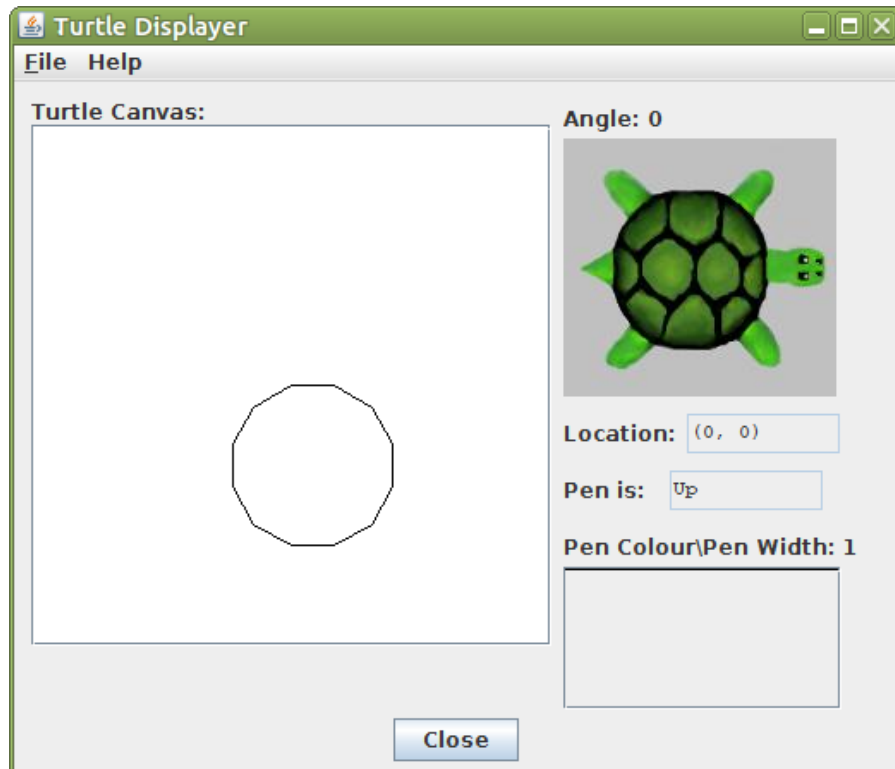 Turtle Displayer
File Help
Turtle Canvas:
Angle: 0
Location: (0, 0)
Pen is: Up
Pen Colour\Pen Width: 1
Close